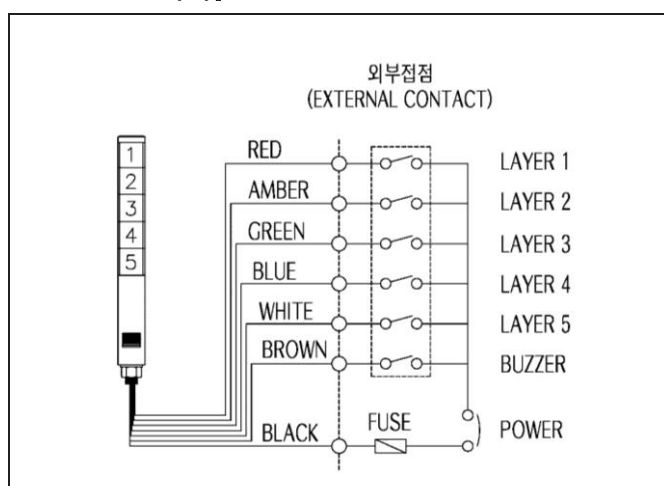 외부접점
(EXTERNAL CONTACT)
1
2
3
4
5
RED
LAYER 1
AMBER
LAYER 2
GREEN
LAYER 3
BLUE
LAYER 4
WHITE
LAYER 5
BROWN
BUZZER
BLACK
FUSE
POWER